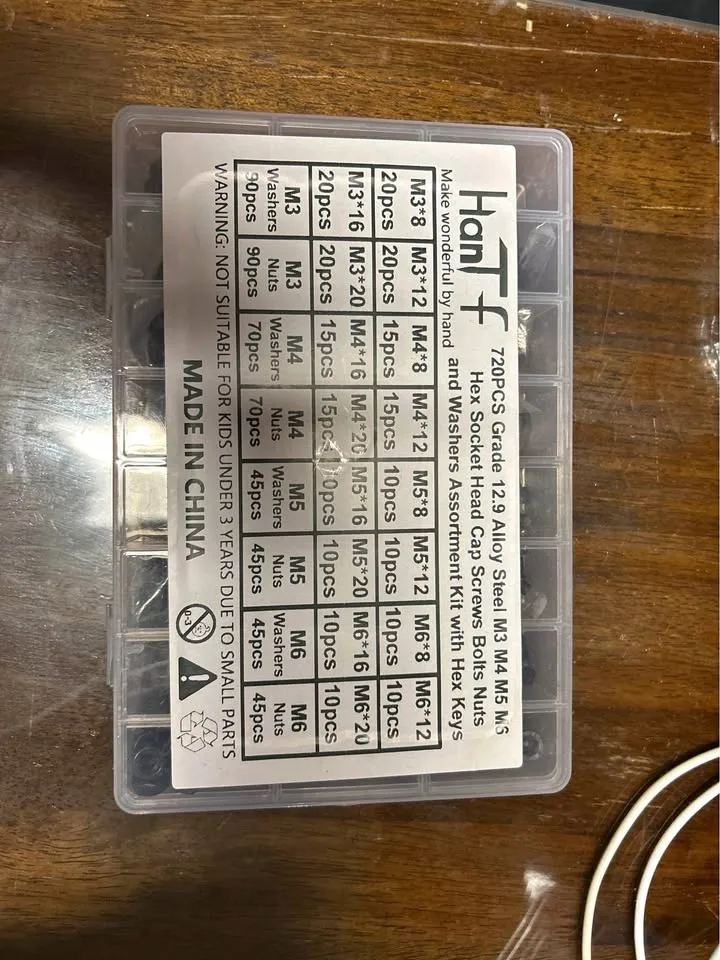 HanTf
Make wonderful by hand
720PCS Grade 12.9 Alloy Steel M3 M4 M5 M6
Hex Socket Head Cap Screws Bolts Nuts
and Washers Assortment Kit with Hex Keys
M3*8 M3*12 M4*8 M4*12 M5*8 M5*12 M6*8 M6*12
20pcs 20pcs 15pcs 15pcs 10pcs 10pcs 10pcs 10pcs
M3*16 M3*20 M4*16 M4*20 M5*16 M5*20 M6*16 M6*20
20pcs 20pcs 15pcs 15pcs 10pcs 10pcs 10pcs 10pcs
M3 M3 M4 M4 M5 M5 M6 M6
Washers Nuts Washers Nuts Washers Nuts Washers Nuts
90pcs 90pcs 70pcs 70pcs 45pcs 45pcs 45pcs 45pcs
WARNING: NOT SUITABLE FOR KIDS UNDER 3 YEARS DUE TO SMALL PARTS
MADE IN CHINA
0-3